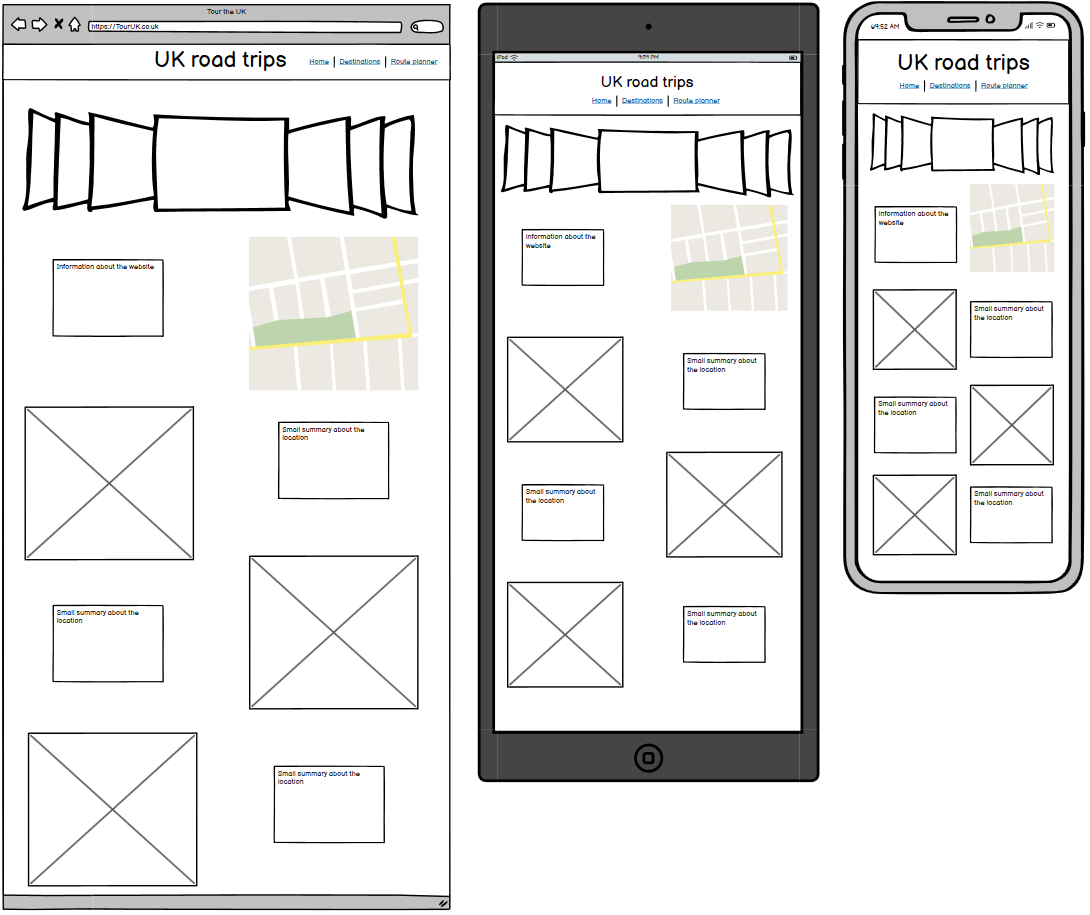 Tour the UK
https://TourUK.co.uk
UK road trips
Home | Destinations | Route planner
Information about the website
Small summary about the
location
Small summary about the
location
Small summary about the
location
iPad
9:09 PM
UK road trips
Home | Destinations | Route planner
Information about the
website
Small summary about
the location
Small summary about
the location
Small summary about
the location
09:52 AM
UK road trips
Home | Destinations | Route planner
Information about the
website
Small summary about
the location
Small summary about
the location
Small summary about
the location